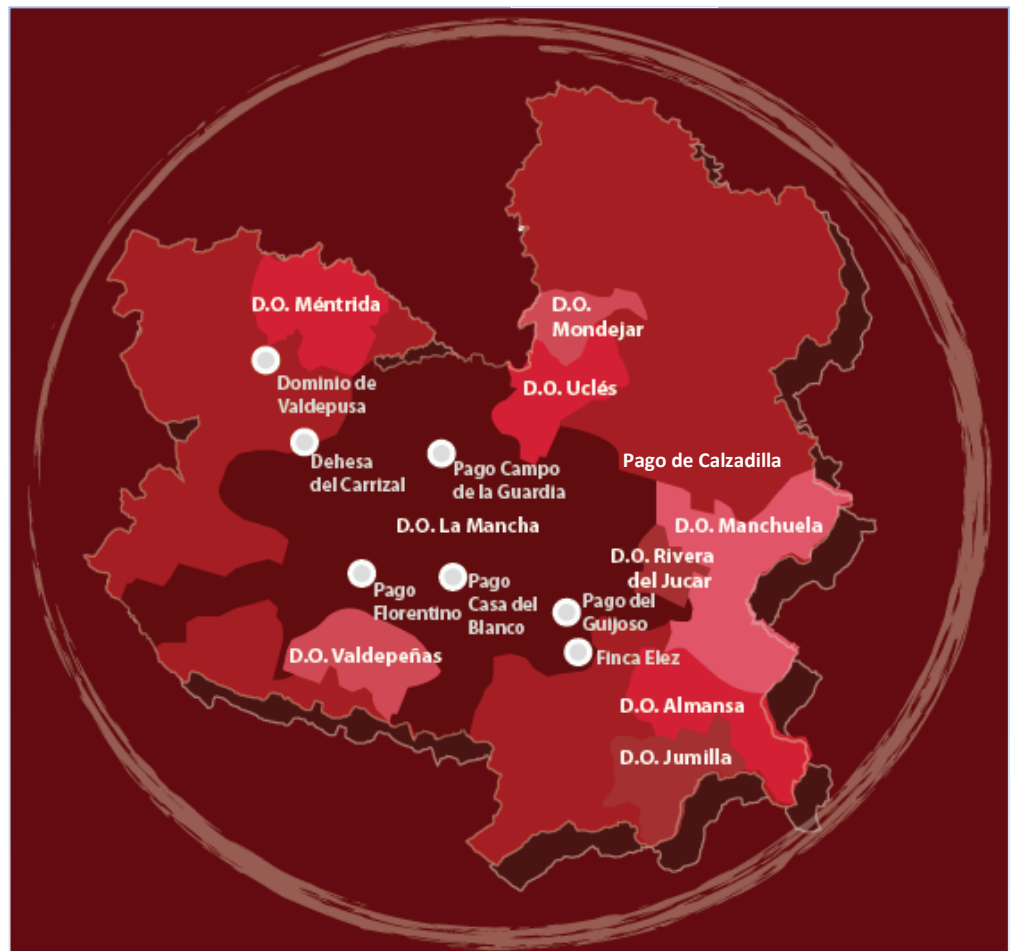 D.O. Méntrida
D.O.
Mondejar
Dominio de
Valdepusa
D.O. Uclés
Dehesa
del Carrizal
Pago Campo
de la Guardia
Pago de Calzadilla
D.O. La Mancha
D.O. Manchuela
D.O. Rivera
del Jucar
Pago
Florentino
Pago
Casa del
Blanco
Pago del
Guijoso
D.O. Valdepeñas
Finca Elez
D.O. Almansa
D.O. Jumilla